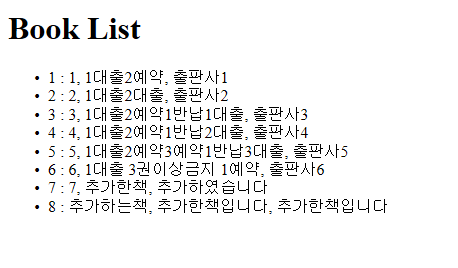 Book List
• 1 : 1, 1대출2예약, 출판사1
• 2 : 2, 1대출2대출, 출판사2
• 3 : 3, 1대출2예약1반납1대출, 출판사3
• 4 : 4, 1대출2예약1반납2대출, 출판사4
• 5 : 5, 1대출2예약3예약1반납3대출, 출판사5
• 6 : 6, 1대출 3권이상금지 1예약, 출판사6
• 7 : 7, 추가한책, 추가하였습니다
• 8 : 추가하는책, 추가한책입니다, 추가한책입니다